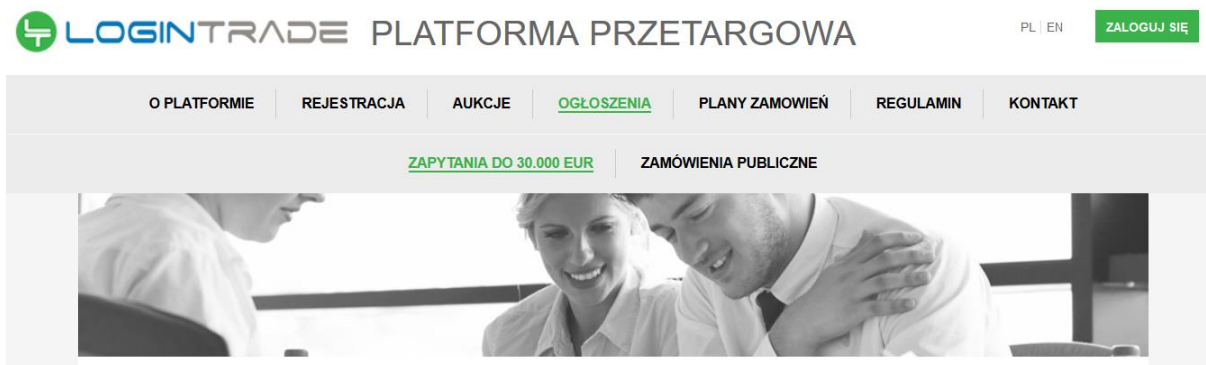 LOGINTRADE PLATFORMA PRZETARGOWA PL EN ZALOGUJ SIĘ
O PLATFORMIE REJESTRACJA AUKCJE OGŁOSZENIA PLANY ZAMOWIEŃ REGULAMIN KONTAKT
ZAPYTANIA DO 30.000 EUR ZAMÓWIENIA PUBLICZNE